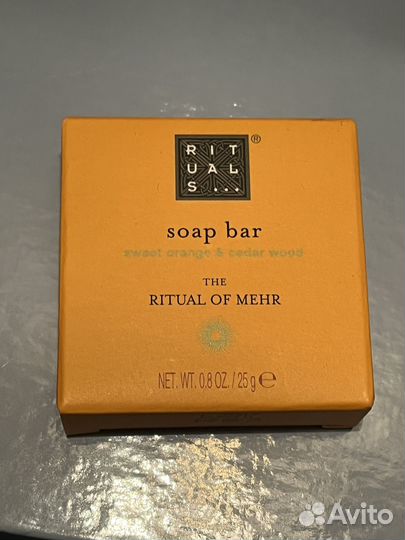 RIT
UAL
S...
®
soap bar
sweet orange & cedar wood
THE
RITUAL OF MEHR
NET. WT. 0.8 OZ. / 25 g ℮
Avito